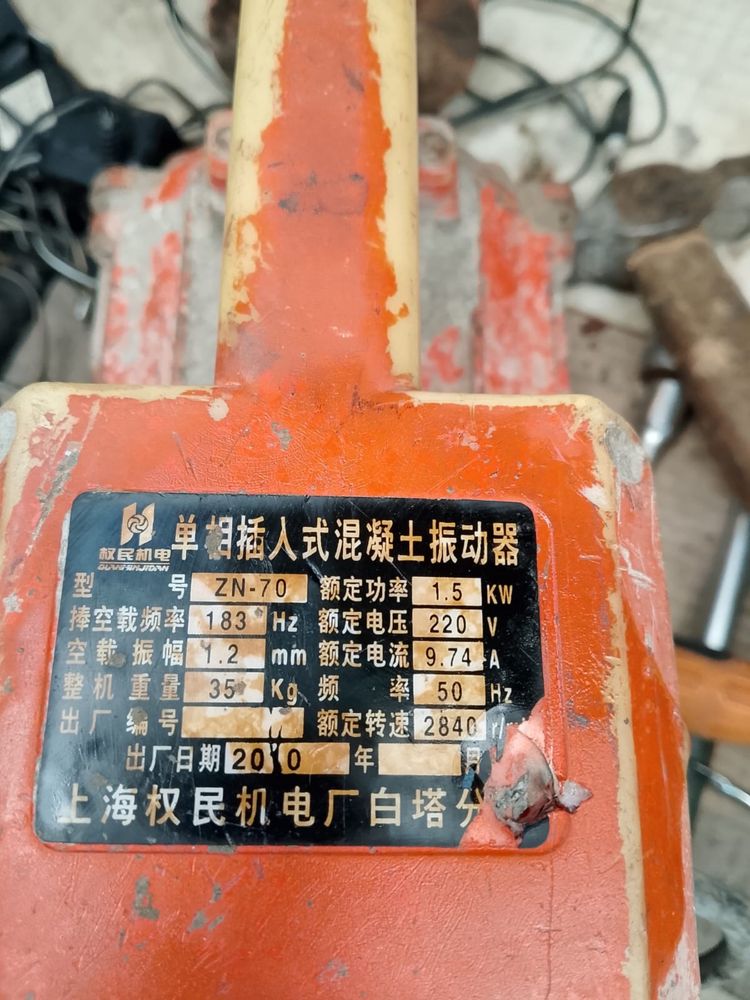 权民机电 单相插入式混凝土振动器
QUANMINJIDIAN
型 号 ZN-70 额定功率 1.5 KW
捧空载频率 183 Hz 额定电压 220 V
空载振幅 1.2 mm 额定电流 9.74 A
整机重量 35 Kg 频 率 50 Hz
出厂编号 额定转速 2840 r/
出厂日期 20 0 年 月
上海权民机电厂白塔分